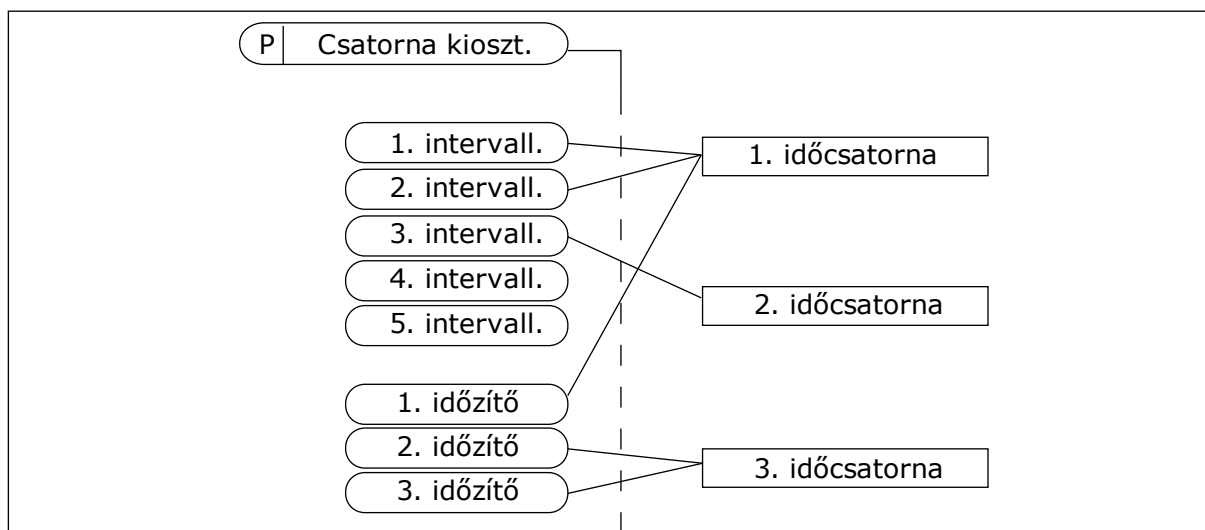 P Csatorna kioszt.
1. intervall.
2. intervall.
3. intervall.
4. intervall.
5. intervall.
1. időzítő
2. időzítő
3. időzítő
1. időcsatorna
2. időcsatorna
3. időcsatorna